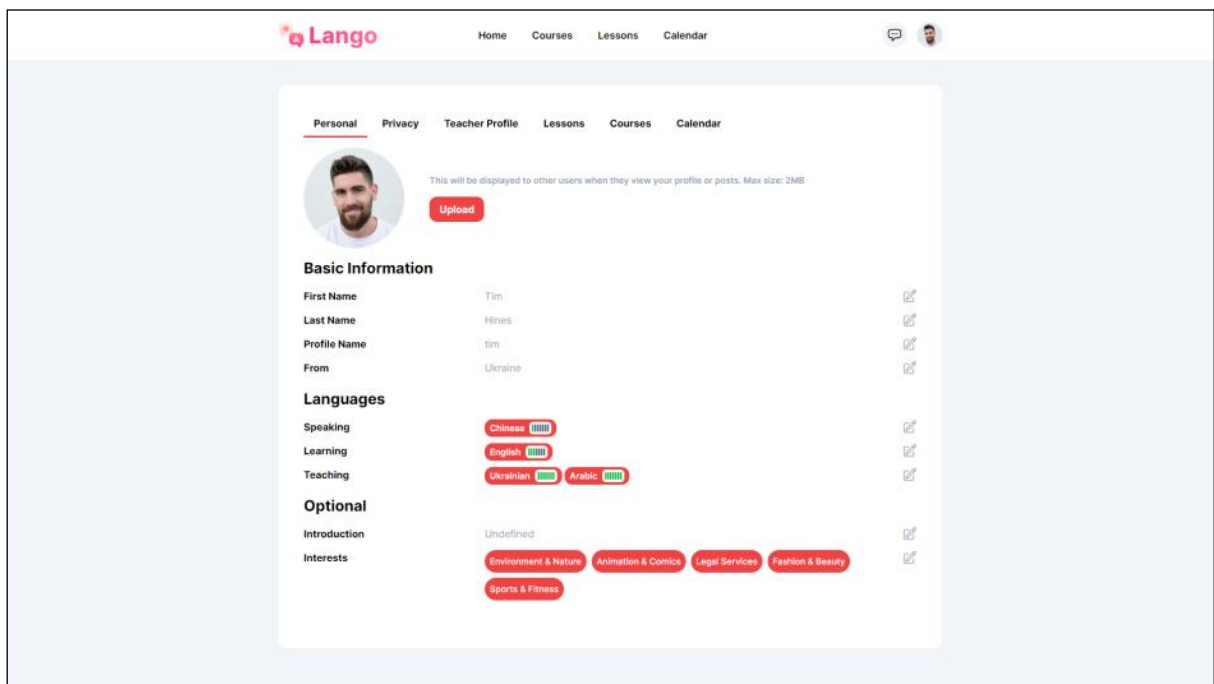 Lango
Home Courses Lessons Calendar
Personal Privacy Teacher Profile Lessons Courses Calendar
This will be displayed to other users when they view your profile or posts. Max size: 2MB
Upload
Basic Information
First Name Tim
Last Name Hines
Profile Name tim
From Ukraine
Languages
Speaking Chinese
Learning English
Teaching Ukrainian Arabic
Optional
Introduction Undefined
Interests Environment & Nature Animation & Comics Legal Services Fashion & Beauty
Sports & Fitness